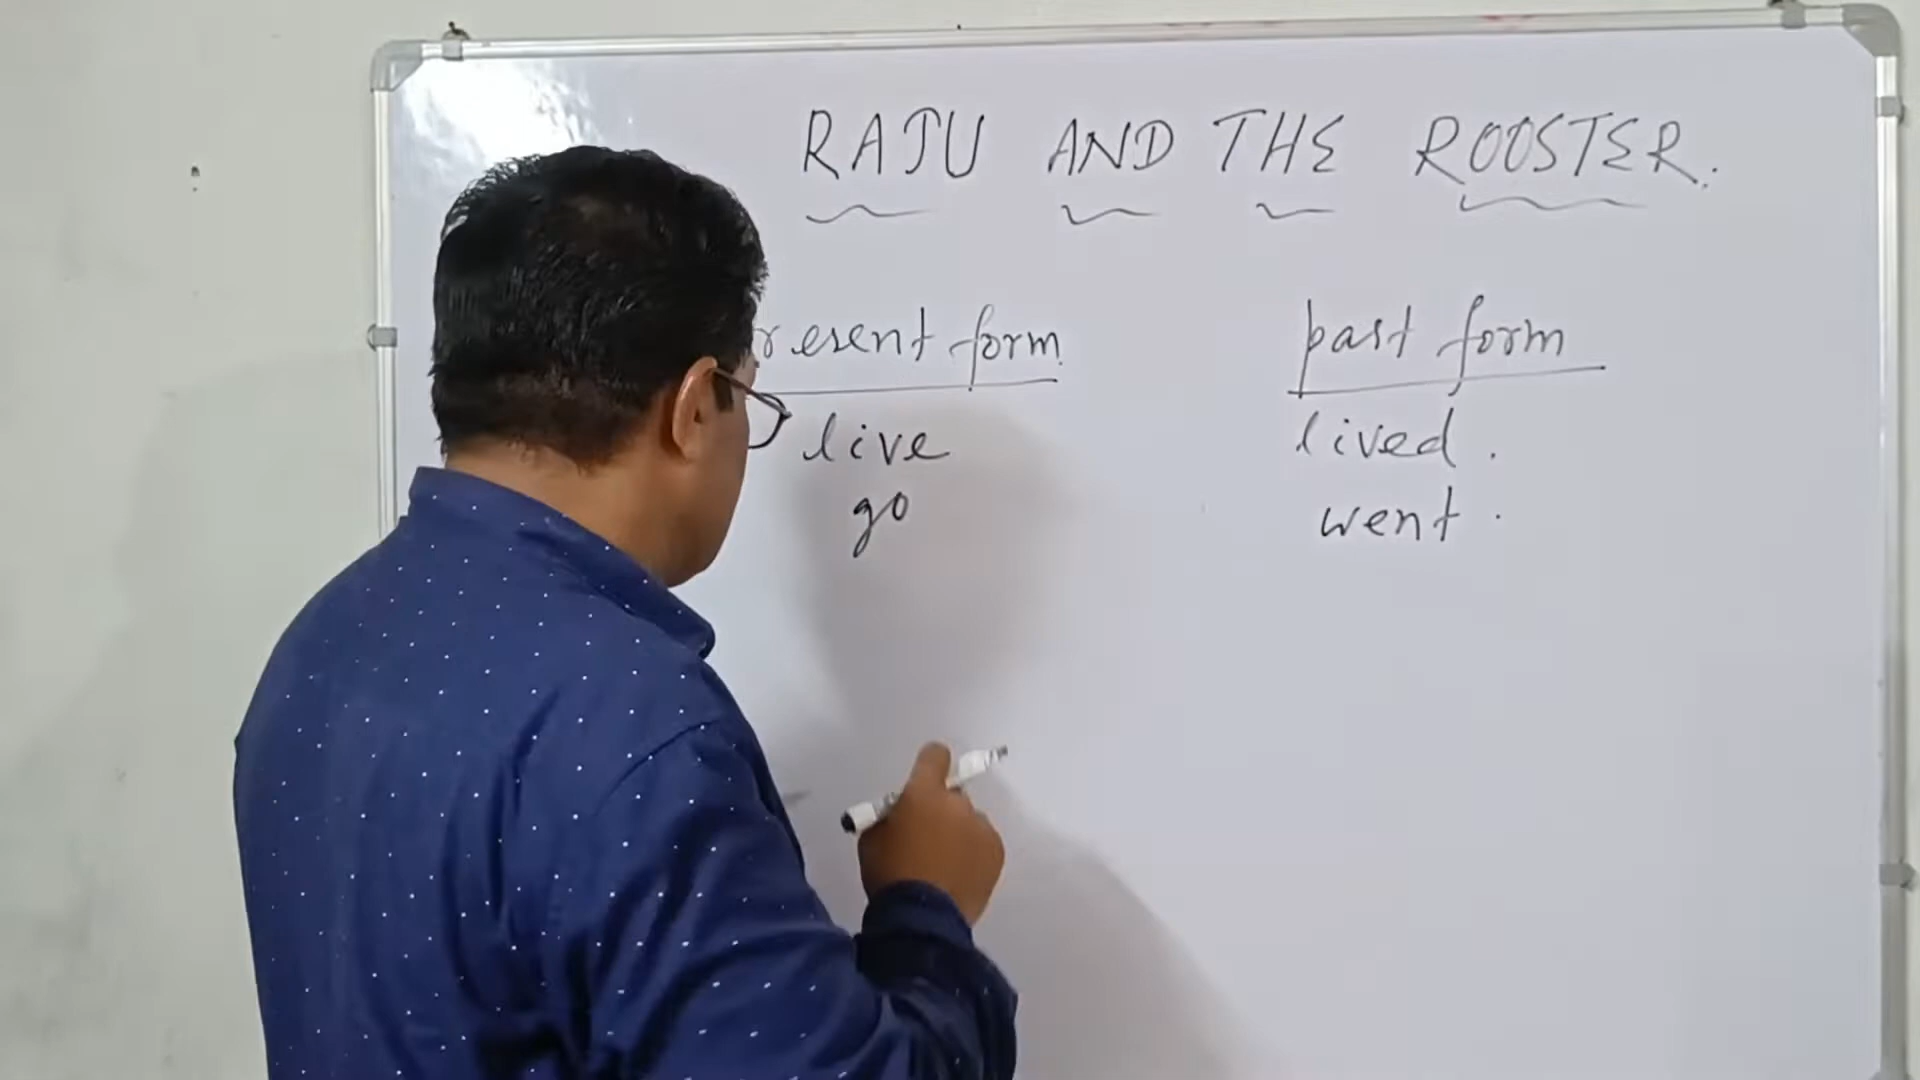 RAJU AND THE ROOSTER.
resent form. past form
live lived.
go went.